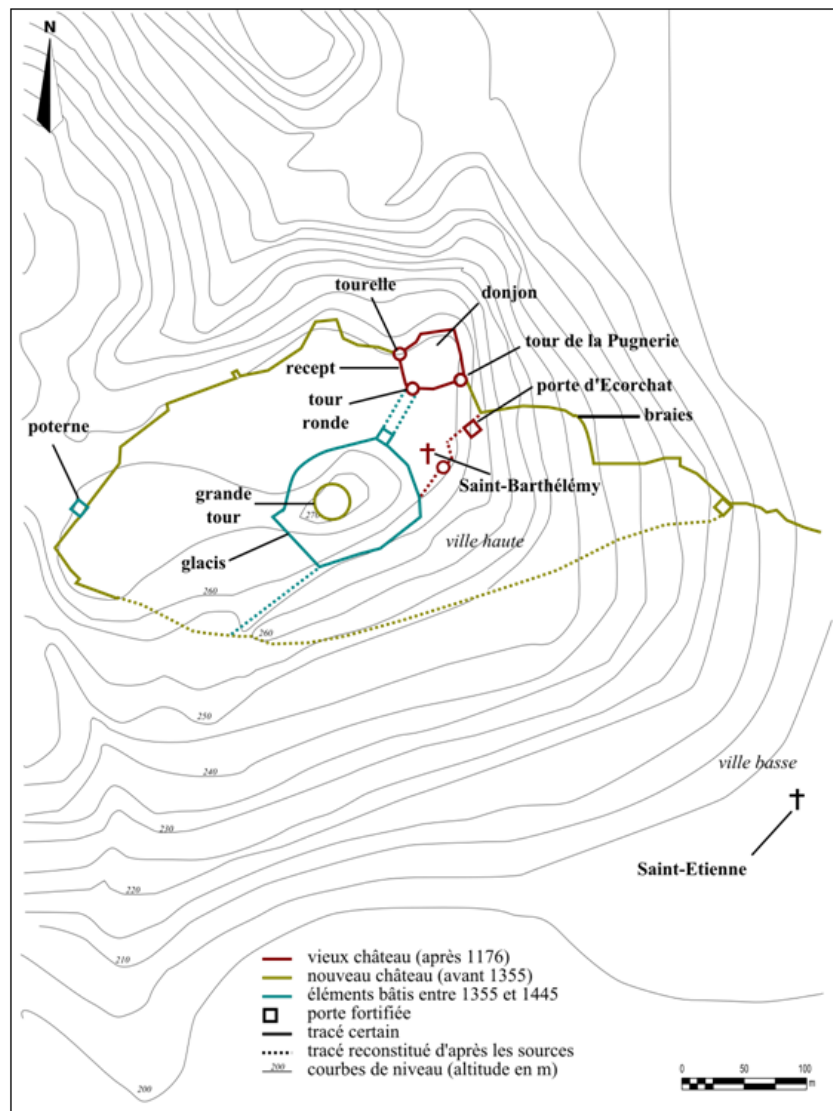 N
tourelle
donjon
tour de la Pugnerie
recept
porte d'Ecorchat
tour
ronde
braies
poterne
Saint-Barthélémy
grande
tour
270
ville haute
glacis
260
260
250
240
ville basse
230
Saint-Etienne
220
210
vieux château (après 1176)
nouveau château (avant 1355)
éléments bâtis entre 1355 et 1445
porte fortifiée
tracé certain
tracé reconstitué d'après les sources
200 courbes de niveau (altitude en m)
0 50 100
m
200